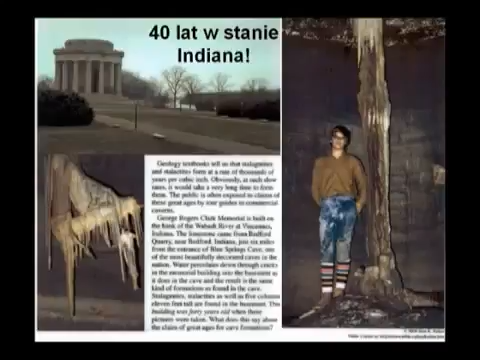 40 lat w stanie
Indiana!
Geology textbooks tell us that stalagmites
and stalactites form at a rate of thousands of
years per cubic inch. Obviously, at such slow
rates, it would take a very long time to form
them. The public is often exposed to claims of
these great ages by tour guides in commercial
caverns.
George Rogers Clark Memorial is built on
the bank of the Wabash River at Vincennes,
Indiana. The limestone came from Bedford
Quarry, near Bedford, Indiana, just six miles
from the entrance of Blue Springs Cave, one
of the most beautifully decorated caves in the
nation. Water percolates down through cracks
in the memorial building into the basement as
it does in the cave and the result is the same
kind of formations as found in the cave.
Stalagmites, stalactites as well as five columns
eleven feet tall are found in the basement. This
building was forty years old when these
pictures were taken. What does this say about
the claim of great ages for cave formations?